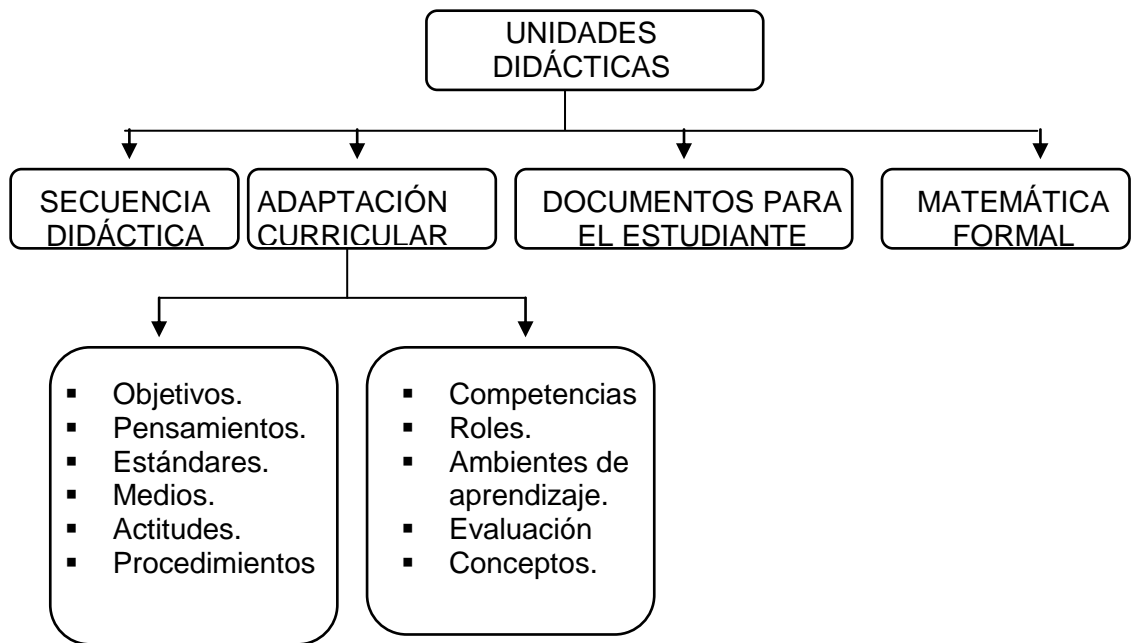 UNIDADES
DIDÁCTICAS
SECUENCIA
DIDÁCTICA
ADAPTACIÓN
CURRICULAR
DOCUMENTOS PARA
EL ESTUDIANTE
MATEMÁTICA
FORMAL
▪ Objetivos.
▪ Pensamientos.
▪ Estándares.
▪ Medios.
▪ Actitudes.
▪ Procedimientos
▪ Competencias
▪ Roles.
▪ Ambientes de
aprendizaje.
▪ Evaluación
▪ Conceptos.